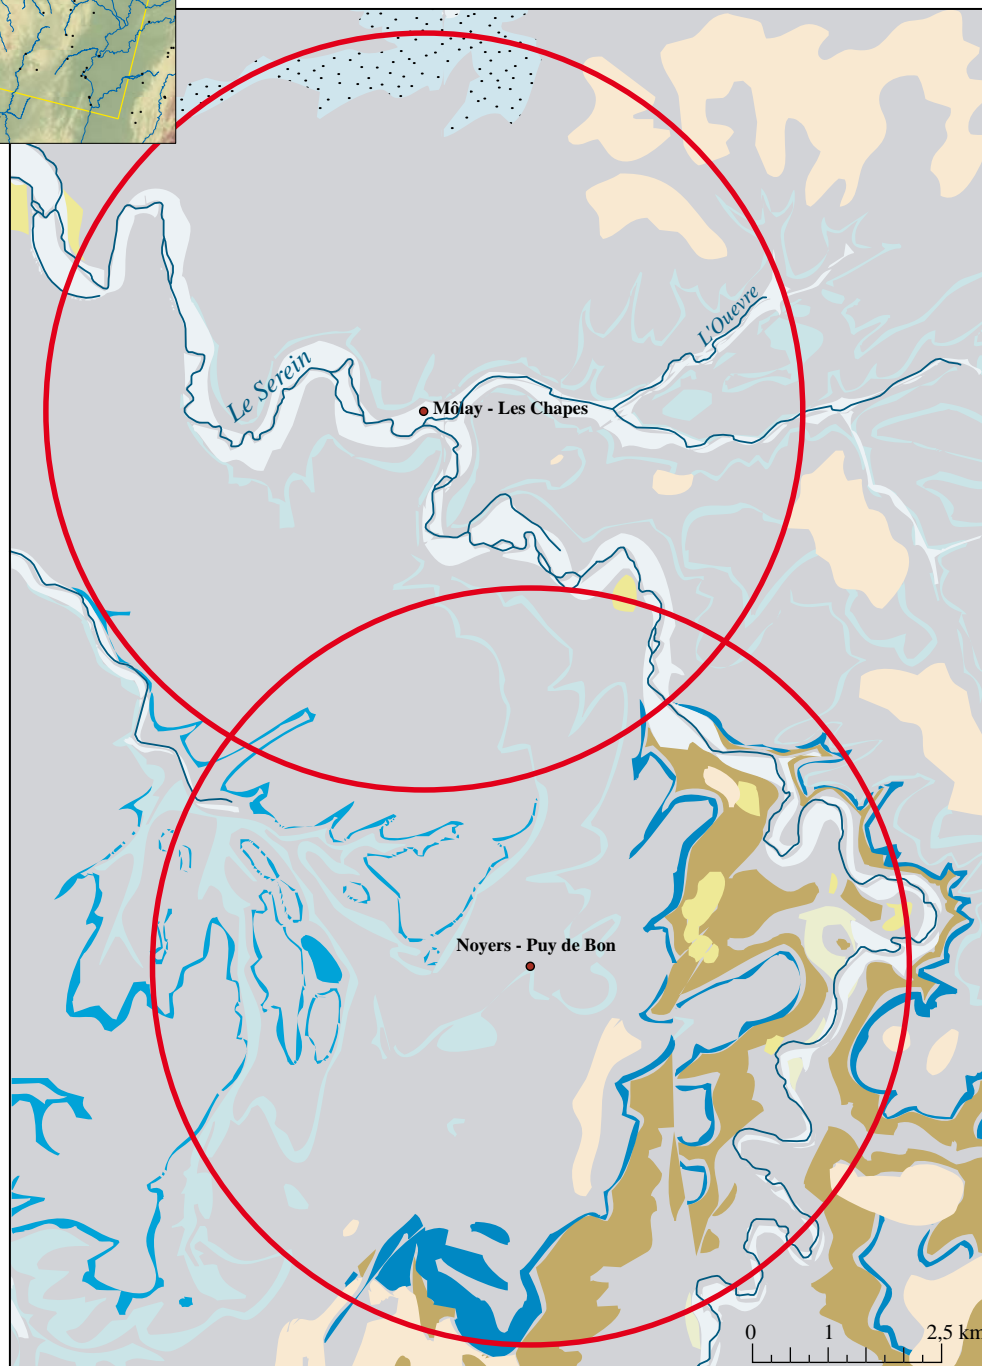 L'Ouevre
Le Serein
Môlay - Les Chapes
Noyers - Puy de Bon
0 1 2,5 km